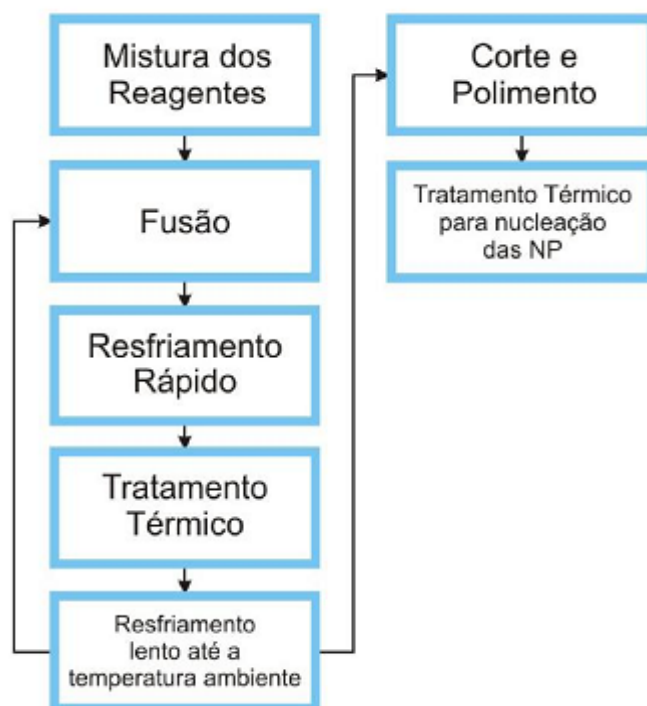 Mistura dos
Reagentes
Fusão
Resfriamento
Rápido
Tratamento
Térmico
Resfriamento
lento até a
temperatura ambiente
Corte e
Polimento
Tratamento Térmico
para nucleação
das NP